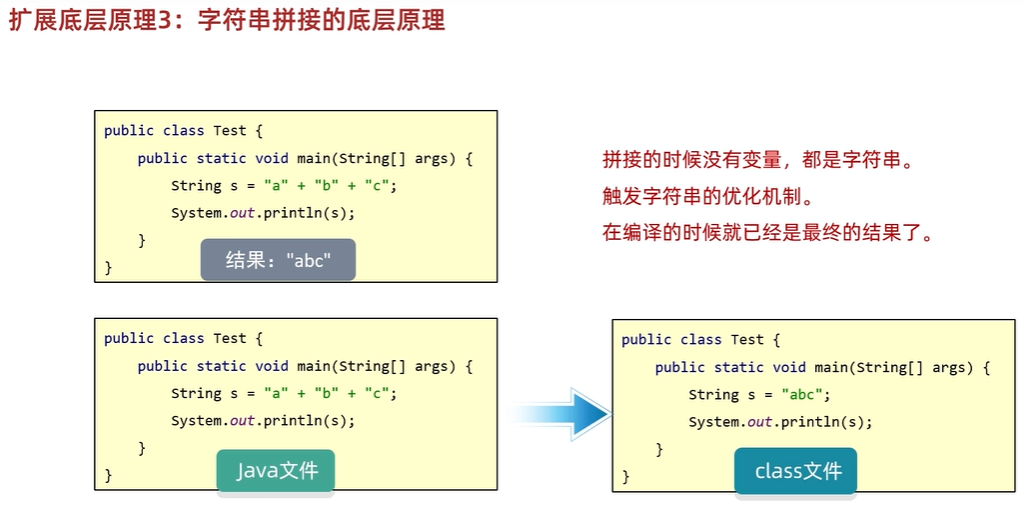 扩展底层原理3：字符串拼接的底层原理
public class Test {
public static void main(String[] args) {
String s = "a" + "b" + "c";
System.out.println(s);
}
}
结果："abc"
拼接的时候没有变量，都是字符串。
触发字符串的优化机制。
在编译的时候就已经是最终的结果了。
public class Test {
public static void main(String[] args) {
String s = "a" + "b" + "c";
System.out.println(s);
}
}
Java文件
public class Test {
public static void main(String[] args) {
String s = "abc";
System.out.println(s);
}
}
class文件